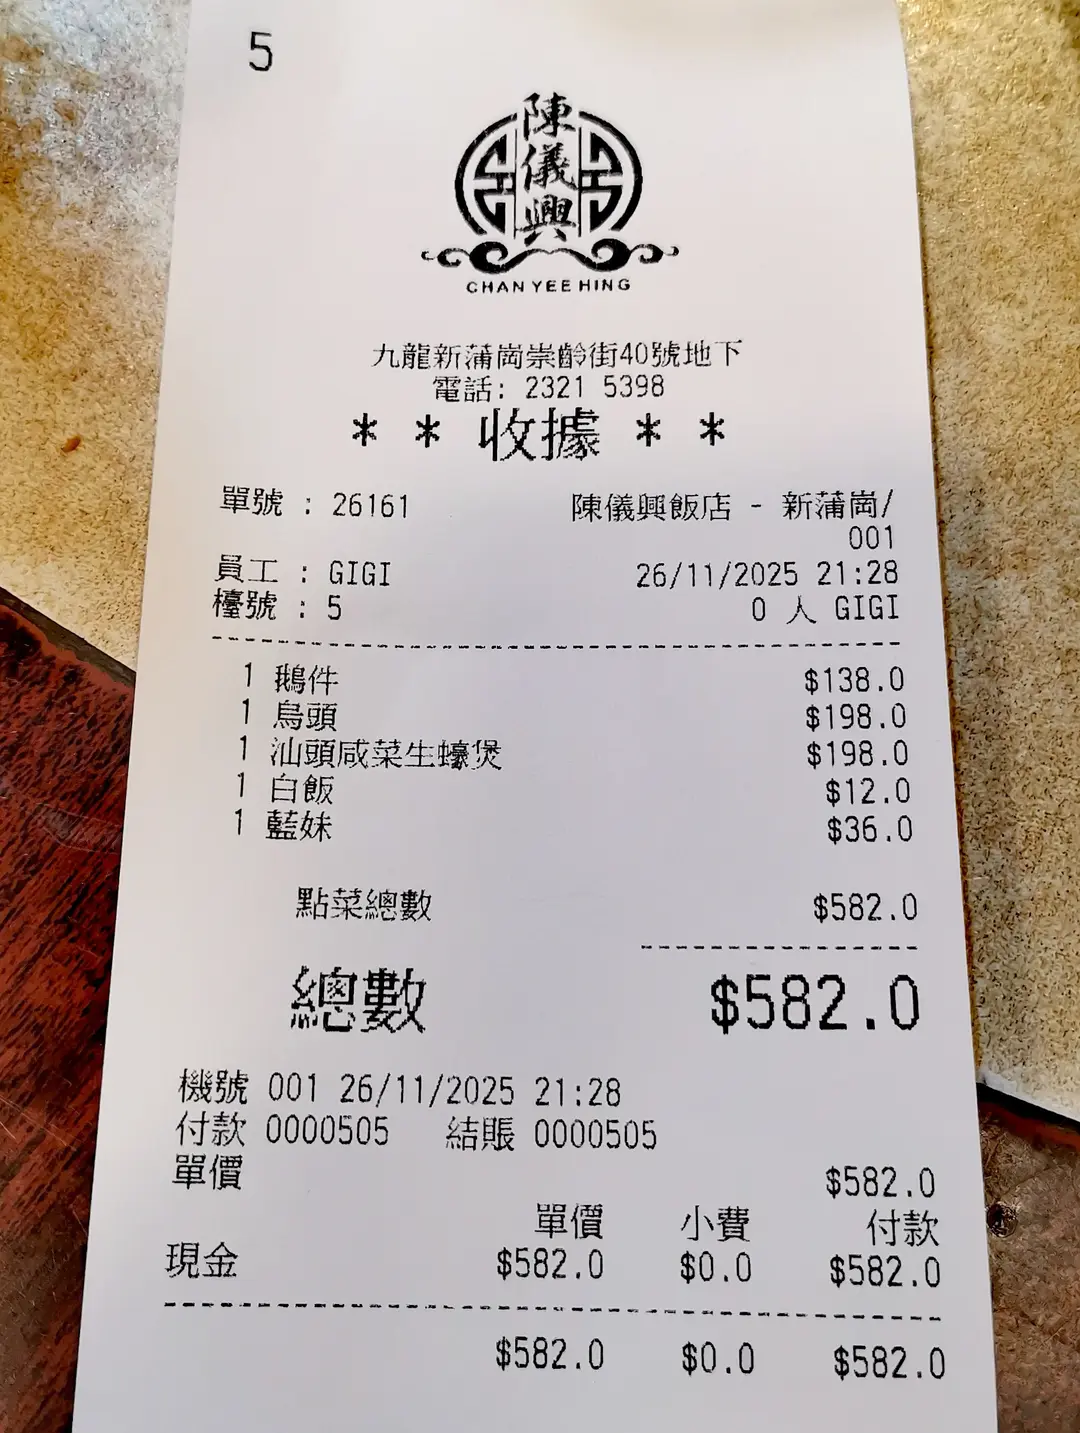 5
陳儀興
CHAN YEE HING
九龍新蒲崗崇齡街40號地下
電話: 2321 5398
* * 收據 * *
單號 : 26161 陳儀興飯店 - 新蒲崗/
001
員工 : GIGI 26/11/2025 21:28
檯號 : 5 0 人 GIGI
1 鵝件 $138.0
1 烏頭 $198.0
1 汕頭咸菜生蠔煲 $198.0
1 白飯 $12.0
1 藍妹 $36.0
點菜總數 $582.0
總數 $582.0
機號 001 26/11/2025 21:28
付款 0000505 結賬 0000505
單價 $582.0
單價 小費 付款
現金 $582.0 $0.0 $582.0
$582.0 $0.0 $582.0